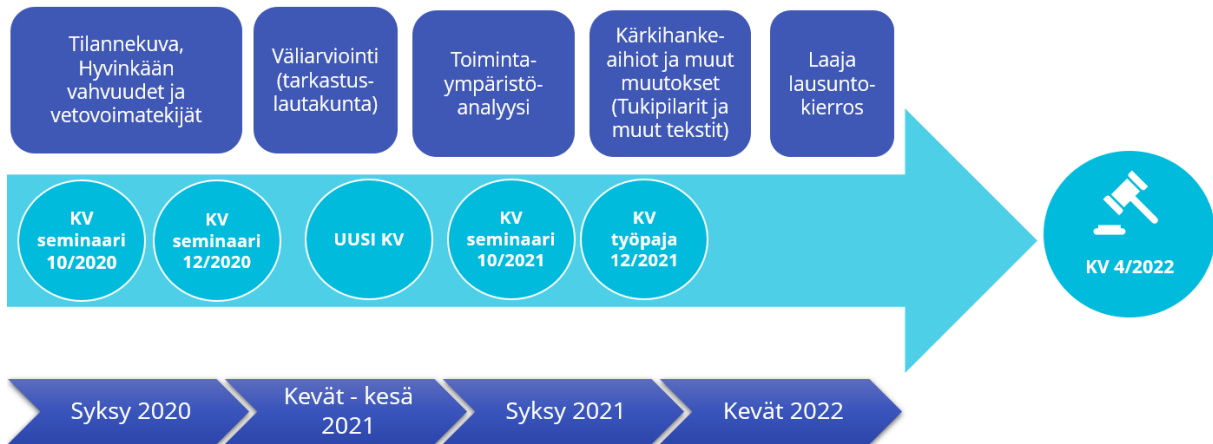 Tilannekuva,
Hyvinkään
vahvuudet ja
vetovoimatekijät
Väliarviointi
(tarkastus-
lautakunta)
Toiminta-
ympäristö-
analyysi
Kärkihanke-
aihiot ja muut
muutokset
(Tukipilarit ja
muut tekstit)
Laaja
lausunto-
kierros
KV
seminaari
10/2020
KV
seminaari
12/2020
UUSI KV
KV
seminaari
10/2021
KV
työpaja
12/2021
KV 4/2022
Syksy 2020
Kevät - kesä
2021
Syksy 2021
Kevät 2022